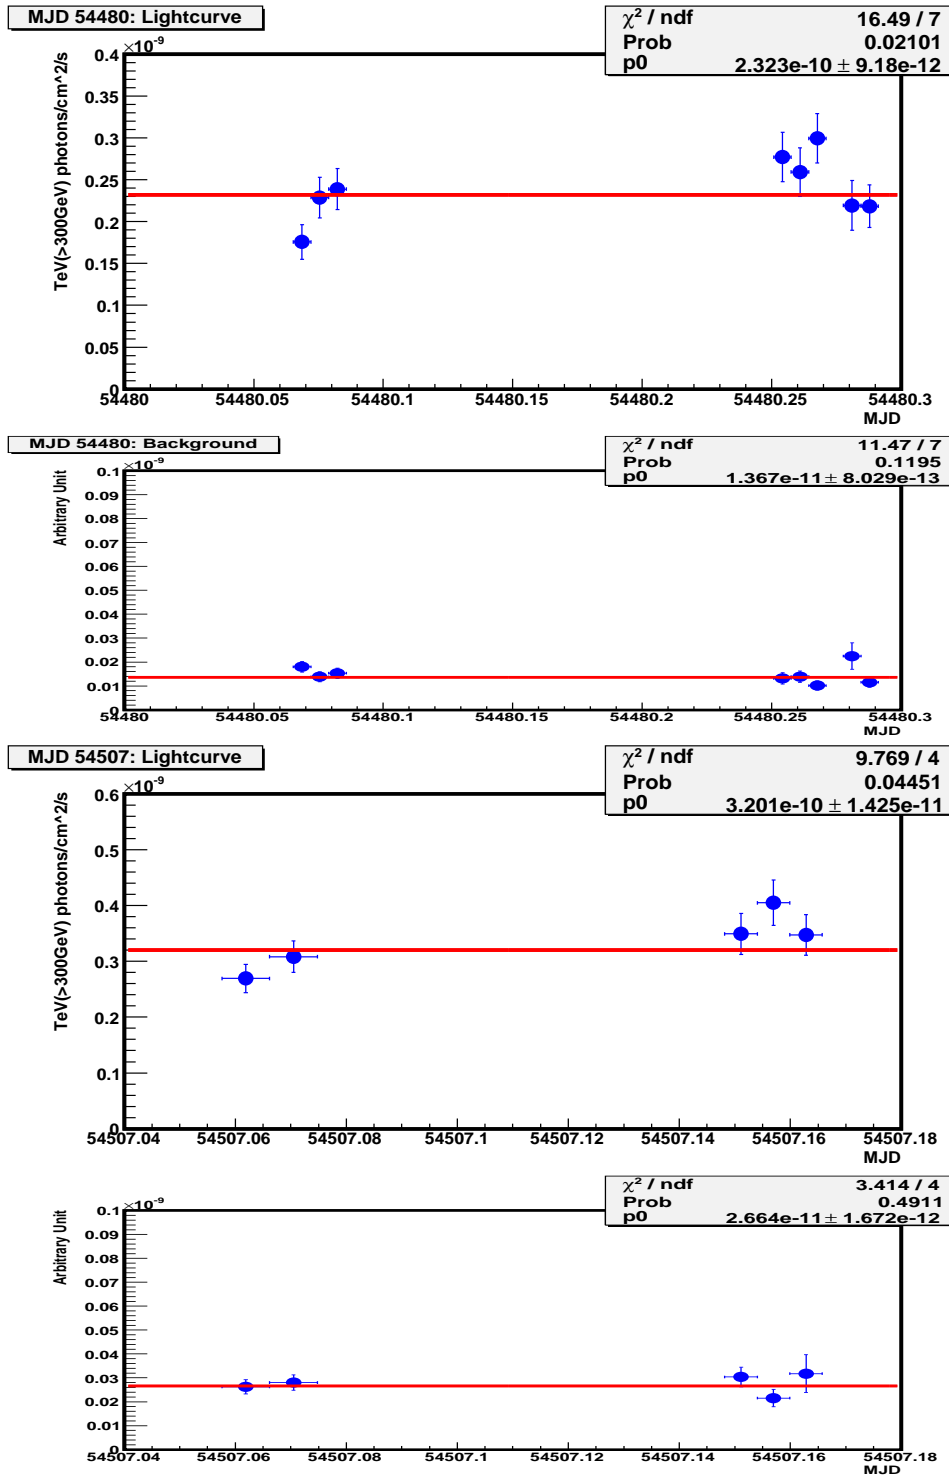 MJD 54480: Lightcurve
χ² / ndf 16.49 / 7
Prob 0.02101
p0 2.323e-10 ± 9.18e-12
×10⁻⁹
TeV(>300GeV) photons/cm^2/s
0.4
0.35
0.3
0.25
0.2
0.15
0.1
0.05
0
54480 54480.05 54480.1 54480.15 54480.2 54480.25 54480.3
MJD
MJD 54480: Background
χ² / ndf 11.47 / 7
Prob 0.1195
p0 1.367e-11 ± 8.029e-13
×10⁻⁹
Arbitrary Unit
0.1
0.09
0.08
0.07
0.06
0.05
0.04
0.03
0.02
0.01
0
54480 54480.05 54480.1 54480.15 54480.2 54480.25 54480.3
MJD
MJD 54507: Lightcurve
χ² / ndf 9.769 / 4
Prob 0.04451
p0 3.201e-10 ± 1.425e-11
×10⁻⁹
TeV(>300GeV) photons/cm^2/s
0.6
0.5
0.4
0.3
0.2
0.1
0
54507.04 54507.06 54507.08 54507.1 54507.12 54507.14 54507.16 54507.18
MJD
χ² / ndf 3.414 / 4
Prob 0.4911
p0 2.664e-11 ± 1.672e-12
×10⁻⁹
Arbitrary Unit
0.1
0.09
0.08
0.07
0.06
0.05
0.04
0.03
0.02
0.01
0
54507.04 54507.06 54507.08 54507.1 54507.12 54507.14 54507.16 54507.18
MJD